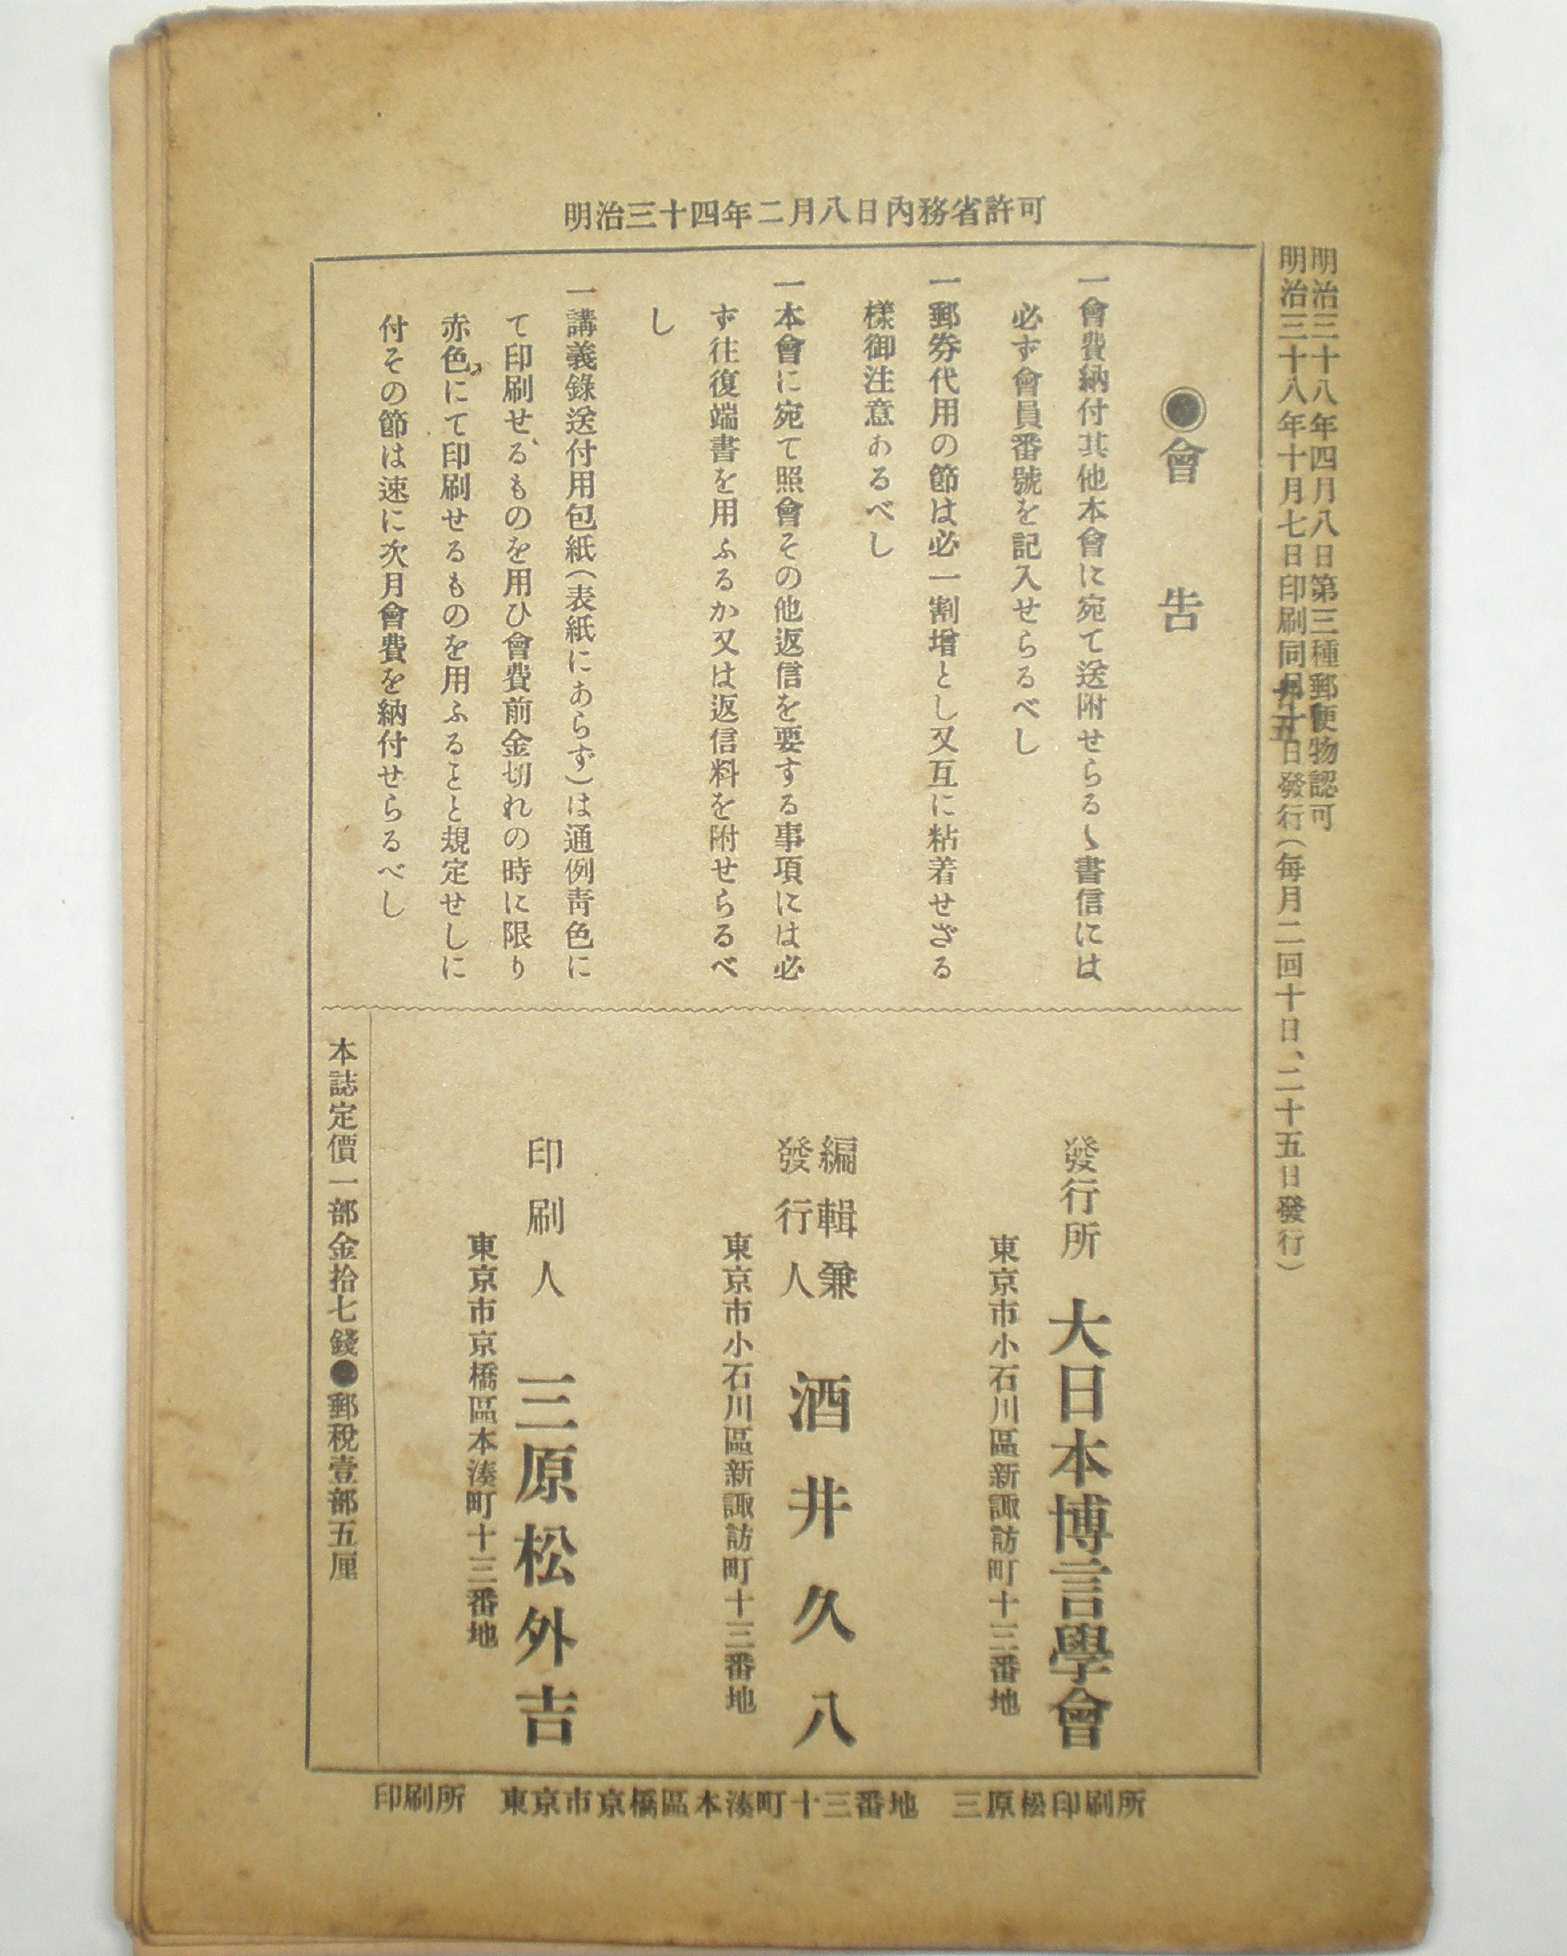 明治三十八年四月八日第三種郵便物認可
明治三十八年十月七日印刷同月十日發行(每月二回十日、二十五日發行)
廿五
明治三十四年二月八日內務省許可
◉會告
一會費納付其他本會に宛て送附せらるゝ書信には
必ず會員番號を記入せらるべし
一郵券代用の節は必一割增とし又互に粘着せざる
樣御注意あるべし
一本會に宛て照會その他返信を要する事項には必
ず往復端書を用ふるか又は返信料を附せらるべ
し
一講義錄送付用包紙(表紙にあらず)は通例靑色に
て印刷せるものを用ひ會費前金切れの時に限り
赤色にて印刷せるものを用ふることと規定せしに
付その節は速に次月會費を納付せらるべし
發行所 大日本博言學會
東京市小石川區新諏訪町十三番地
編輯兼
發行人 酒井久八
東京市小石川區新諏訪町十三番地
印刷人 三原松外吉
東京市京橋區本湊町十三番地
本誌定價一部金拾七錢●郵稅壹部五厘
印刷所 東京市京橋區本湊町十三番地 三原松印刷所